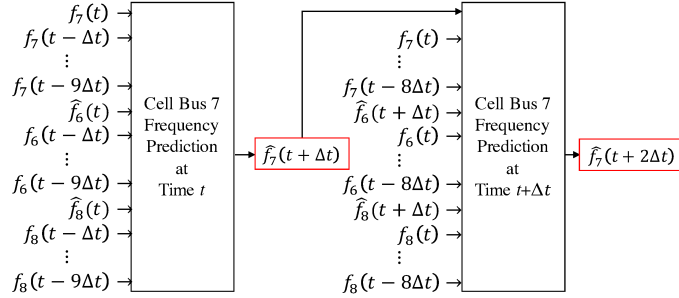 f₇(t)
f₇(t − Δt)
⋮
f₇(t − 9Δt)
f̂₆(t)
f₆(t − Δt)
⋮
f₆(t − 9Δt)
f̂₈(t)
f₈(t − Δt)
⋮
f₈(t − 9Δt)
Cell Bus 7
Frequency
Prediction
at
Time t
f̂₇(t + Δt)
f₇(t)
⋮
f₇(t − 8Δt)
f̂₆(t + Δt)
f₆(t)
⋮
f₆(t − 8Δt)
f̂₈(t + Δt)
f₈(t)
⋮
f₈(t − 8Δt)
Cell Bus 7
Frequency
Prediction
at
Time t+Δt
f̂₇(t + 2Δt)